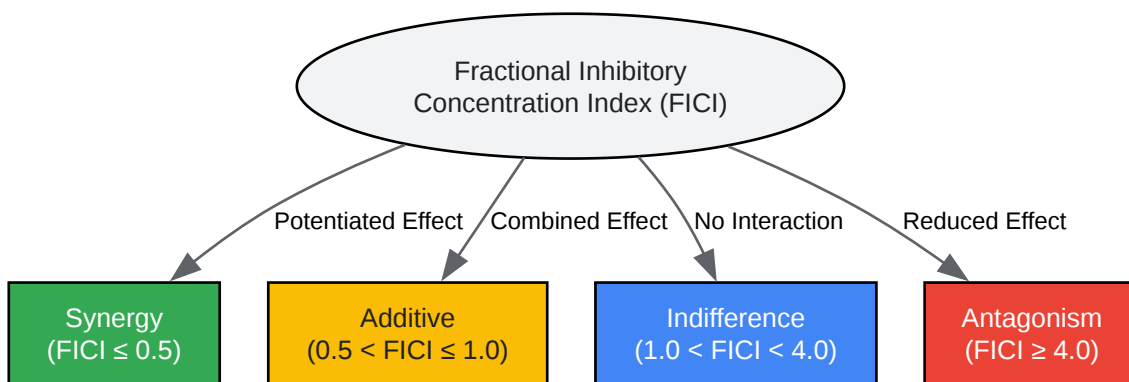 Fractional Inhibitory
Concentration Index (FICI)
Potentiated Effect
Combined Effect
No Interaction
Reduced Effect
Synergy
(FICI ≤ 0.5)
Additive
(0.5 < FICI ≤ 1.0)
Indifference
(1.0 < FICI < 4.0)
Antagonism
(FICI ≥ 4.0)